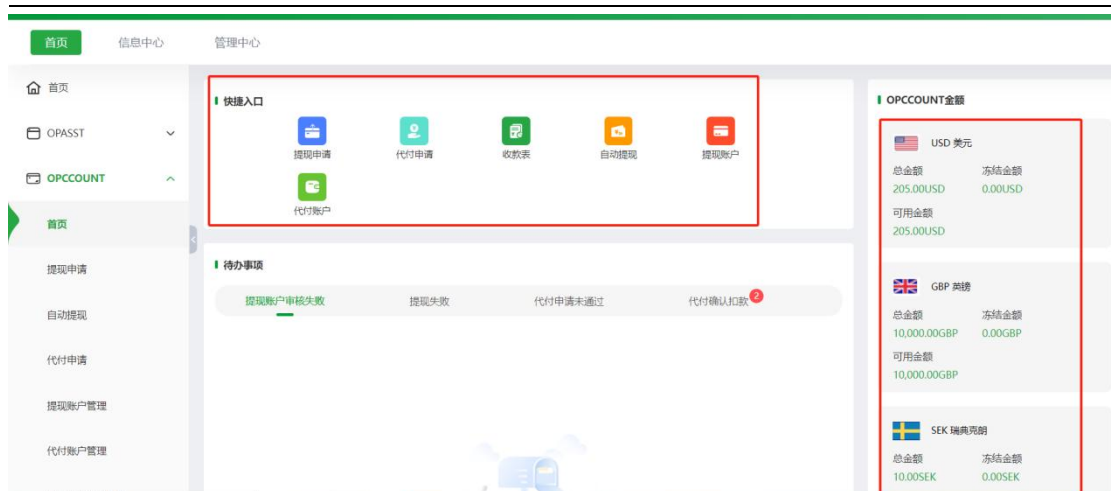 首页 信息中心 管理中心
首页
OPASST
OPCCOUNT
首页
提现申请
自动提现
代付申请
提现账户管理
代付账户管理
快捷入口
提现申请 代付申请 收款表 自动提现 提现账户
代付账户
待办事项
提现账户审核失败 提现失败 代付申请未通过 代付确认扣款 2
OPCCOUNT金额
USD 美元
总金额 冻结金额
205.00USD 0.00USD
可用金额
205.00USD
GBP 英镑
总金额 冻结金额
10,000.00GBP 0.00GBP
可用金额
10,000.00GBP
SEK 瑞典克朗
总金额 冻结金额
10.00SEK 0.00SEK